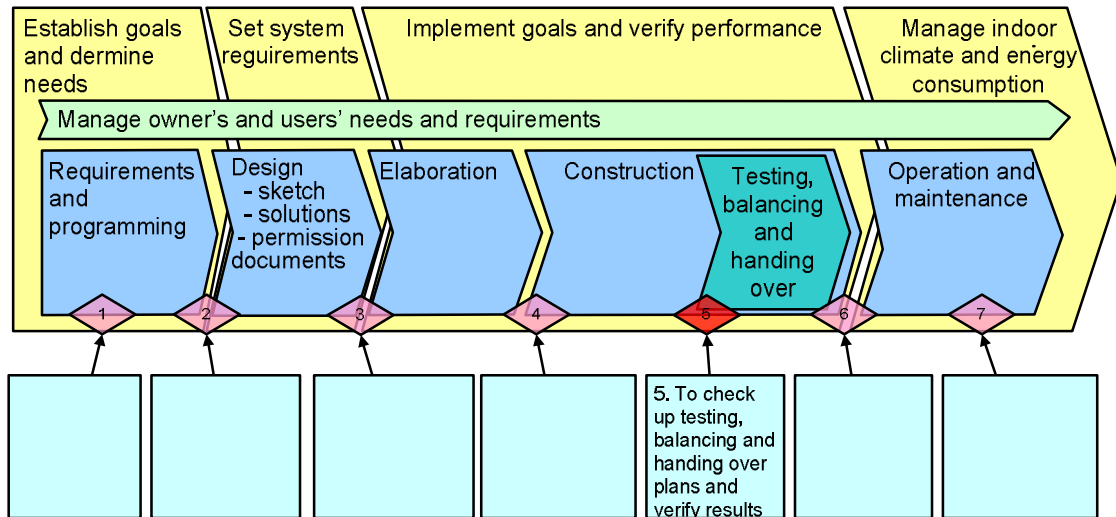 Establish goals
and dermine
needs
Set system
reguirements
Implement goals and verify performance
Manage indoor
climate and energy
consumption
Manage owner's and users' needs and requirements
Requirements
and
programming
Design
- sketch
- solutions
- permission
documents
Elaboration
Construction
Testing,
balancing
and
handing
over
Operation and
maintenance
1
2
3
4
5
6
7
5. To check
up testing,
balancing and
handing over
plans and
verify results